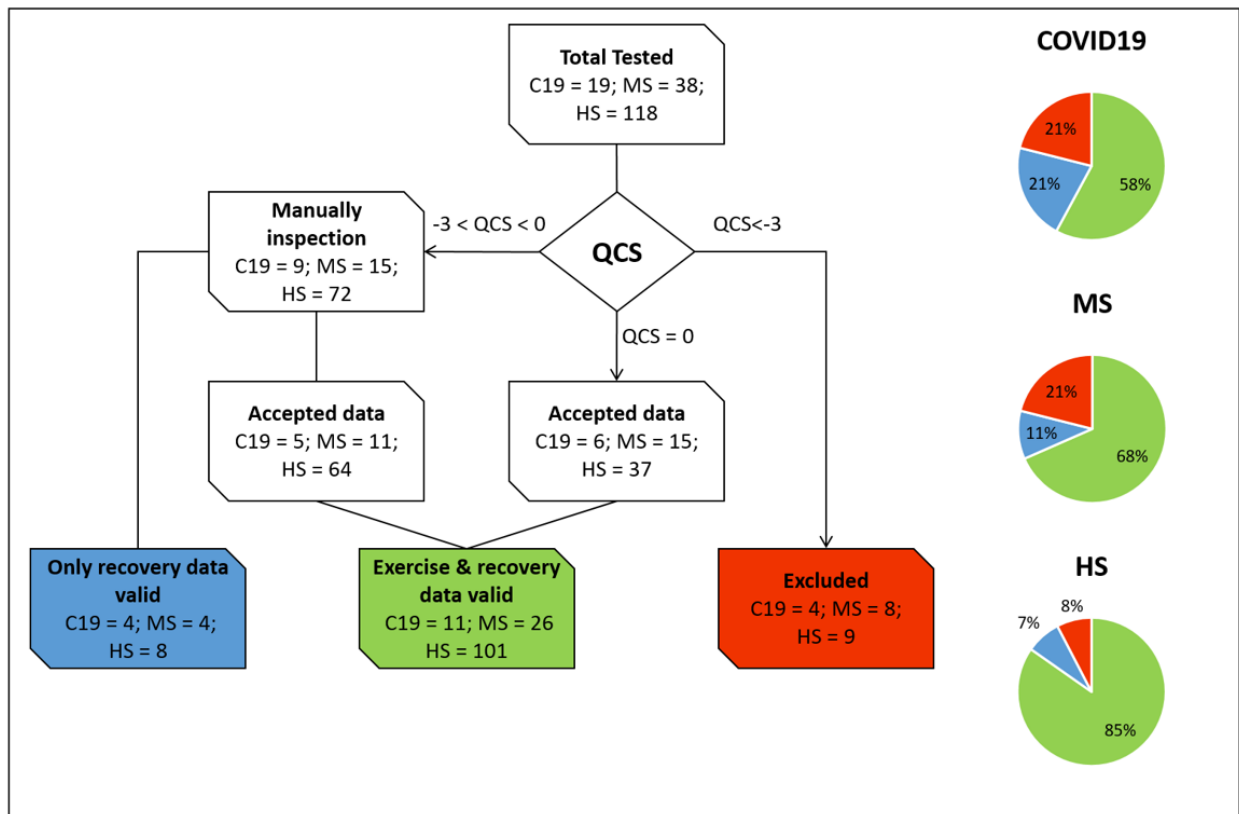 Total Tested
C19 = 19; MS = 38;
HS = 118
Manually
inspection
C19 = 9; MS = 15;
HS = 72
-3 < QCS < 0
QCS
QCS<-3
QCS = 0
Accepted data
C19 = 5; MS = 11;
HS = 64
Accepted data
C19 = 6; MS = 15;
HS = 37
Only recovery data
valid
C19 = 4; MS = 4;
HS = 8
Exercise & recovery
data valid
C19 = 11; MS = 26
HS = 101
Excluded
C19 = 4; MS = 8;
HS = 9
COVID19
21%
21%
58%
MS
21%
11%
68%
HS
8%
7%
85%